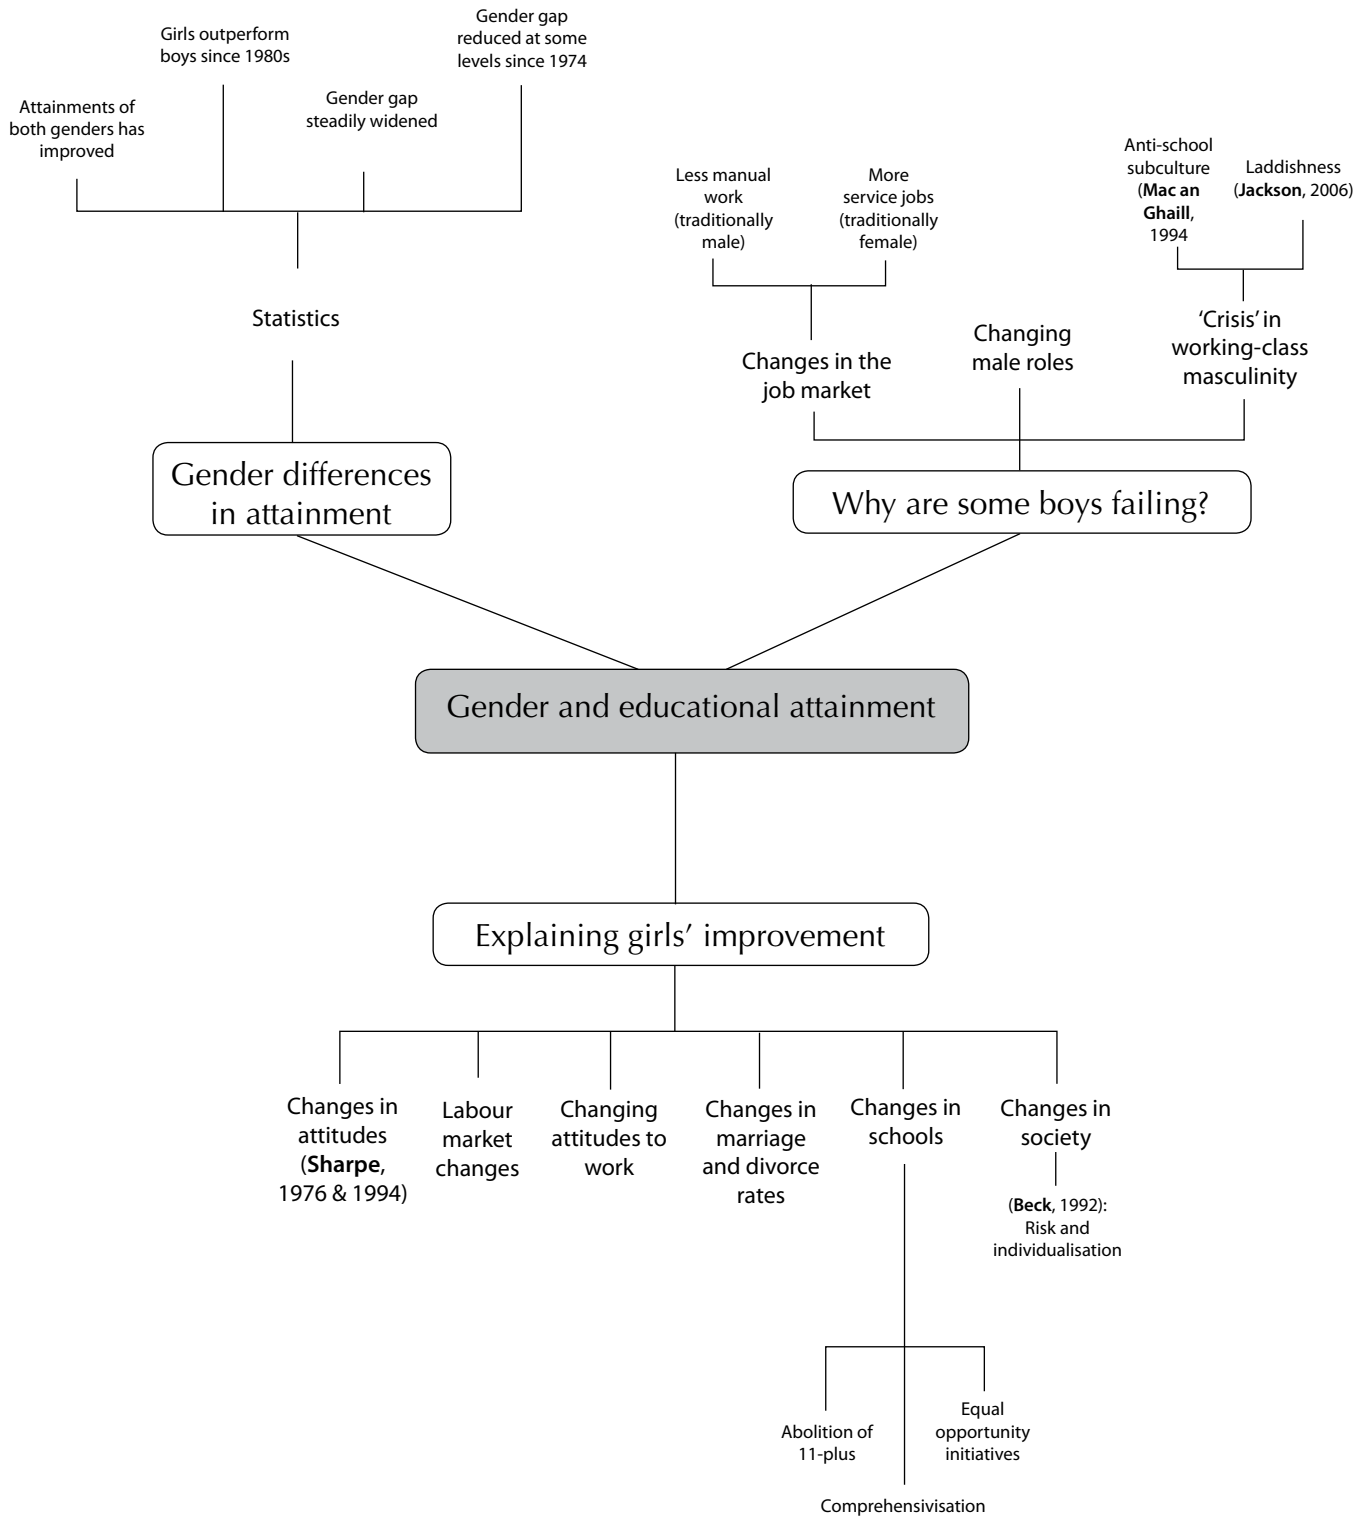 Gender gap
reduced at some
levels since 1974
Girls outperform
boys since 1980s
Gender gap
steadily widened
Attainments of
both genders has
improved
Anti-school
subculture
(Mac an
Ghaill,
1994
Laddishness
(Jackson, 2006)
Less manual
work
(traditionally
male)
More
service jobs
(traditionally
female)
Statistics
Changes in the
job market
Changing
male roles
‘Crisis’ in
working-class
masculinity
Gender differences
in attainment
Why are some boys failing?
Gender and educational attainment
Explaining girls’ improvement
Changes in
attitudes
(Sharpe,
1976 & 1994)
Labour
market
changes
Changing
attitudes to
work
Changes in
marriage
and divorce
rates
Changes in
schools
Changes in
society
(Beck, 1992):
Risk and
individualisation
Abolition of
11-plus
Equal
opportunity
initiatives
Comprehensivisation